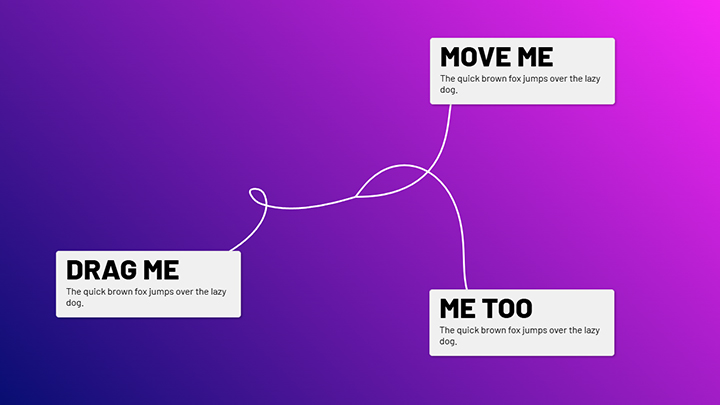 MOVE ME
The quick brown fox jumps over the lazy
dog.
DRAG ME
The quick brown fox jumps over the lazy
dog.
ME TOO
The quick brown fox jumps over the lazy
dog.